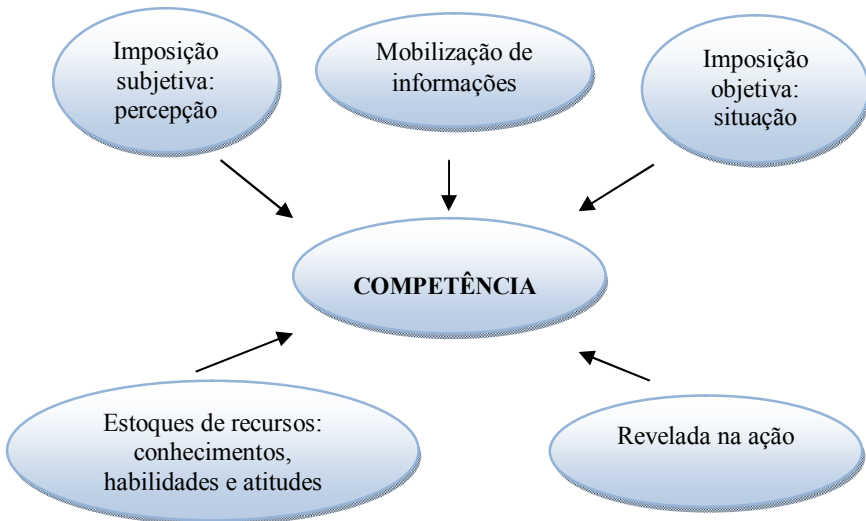 Imposição
subjetiva:
percepção
Mobilização de
informações
Imposição
objetiva:
situação
COMPETÊNCIA
Estoques de recursos:
conhecimentos,
habilidades e atitudes
Revelada na ação